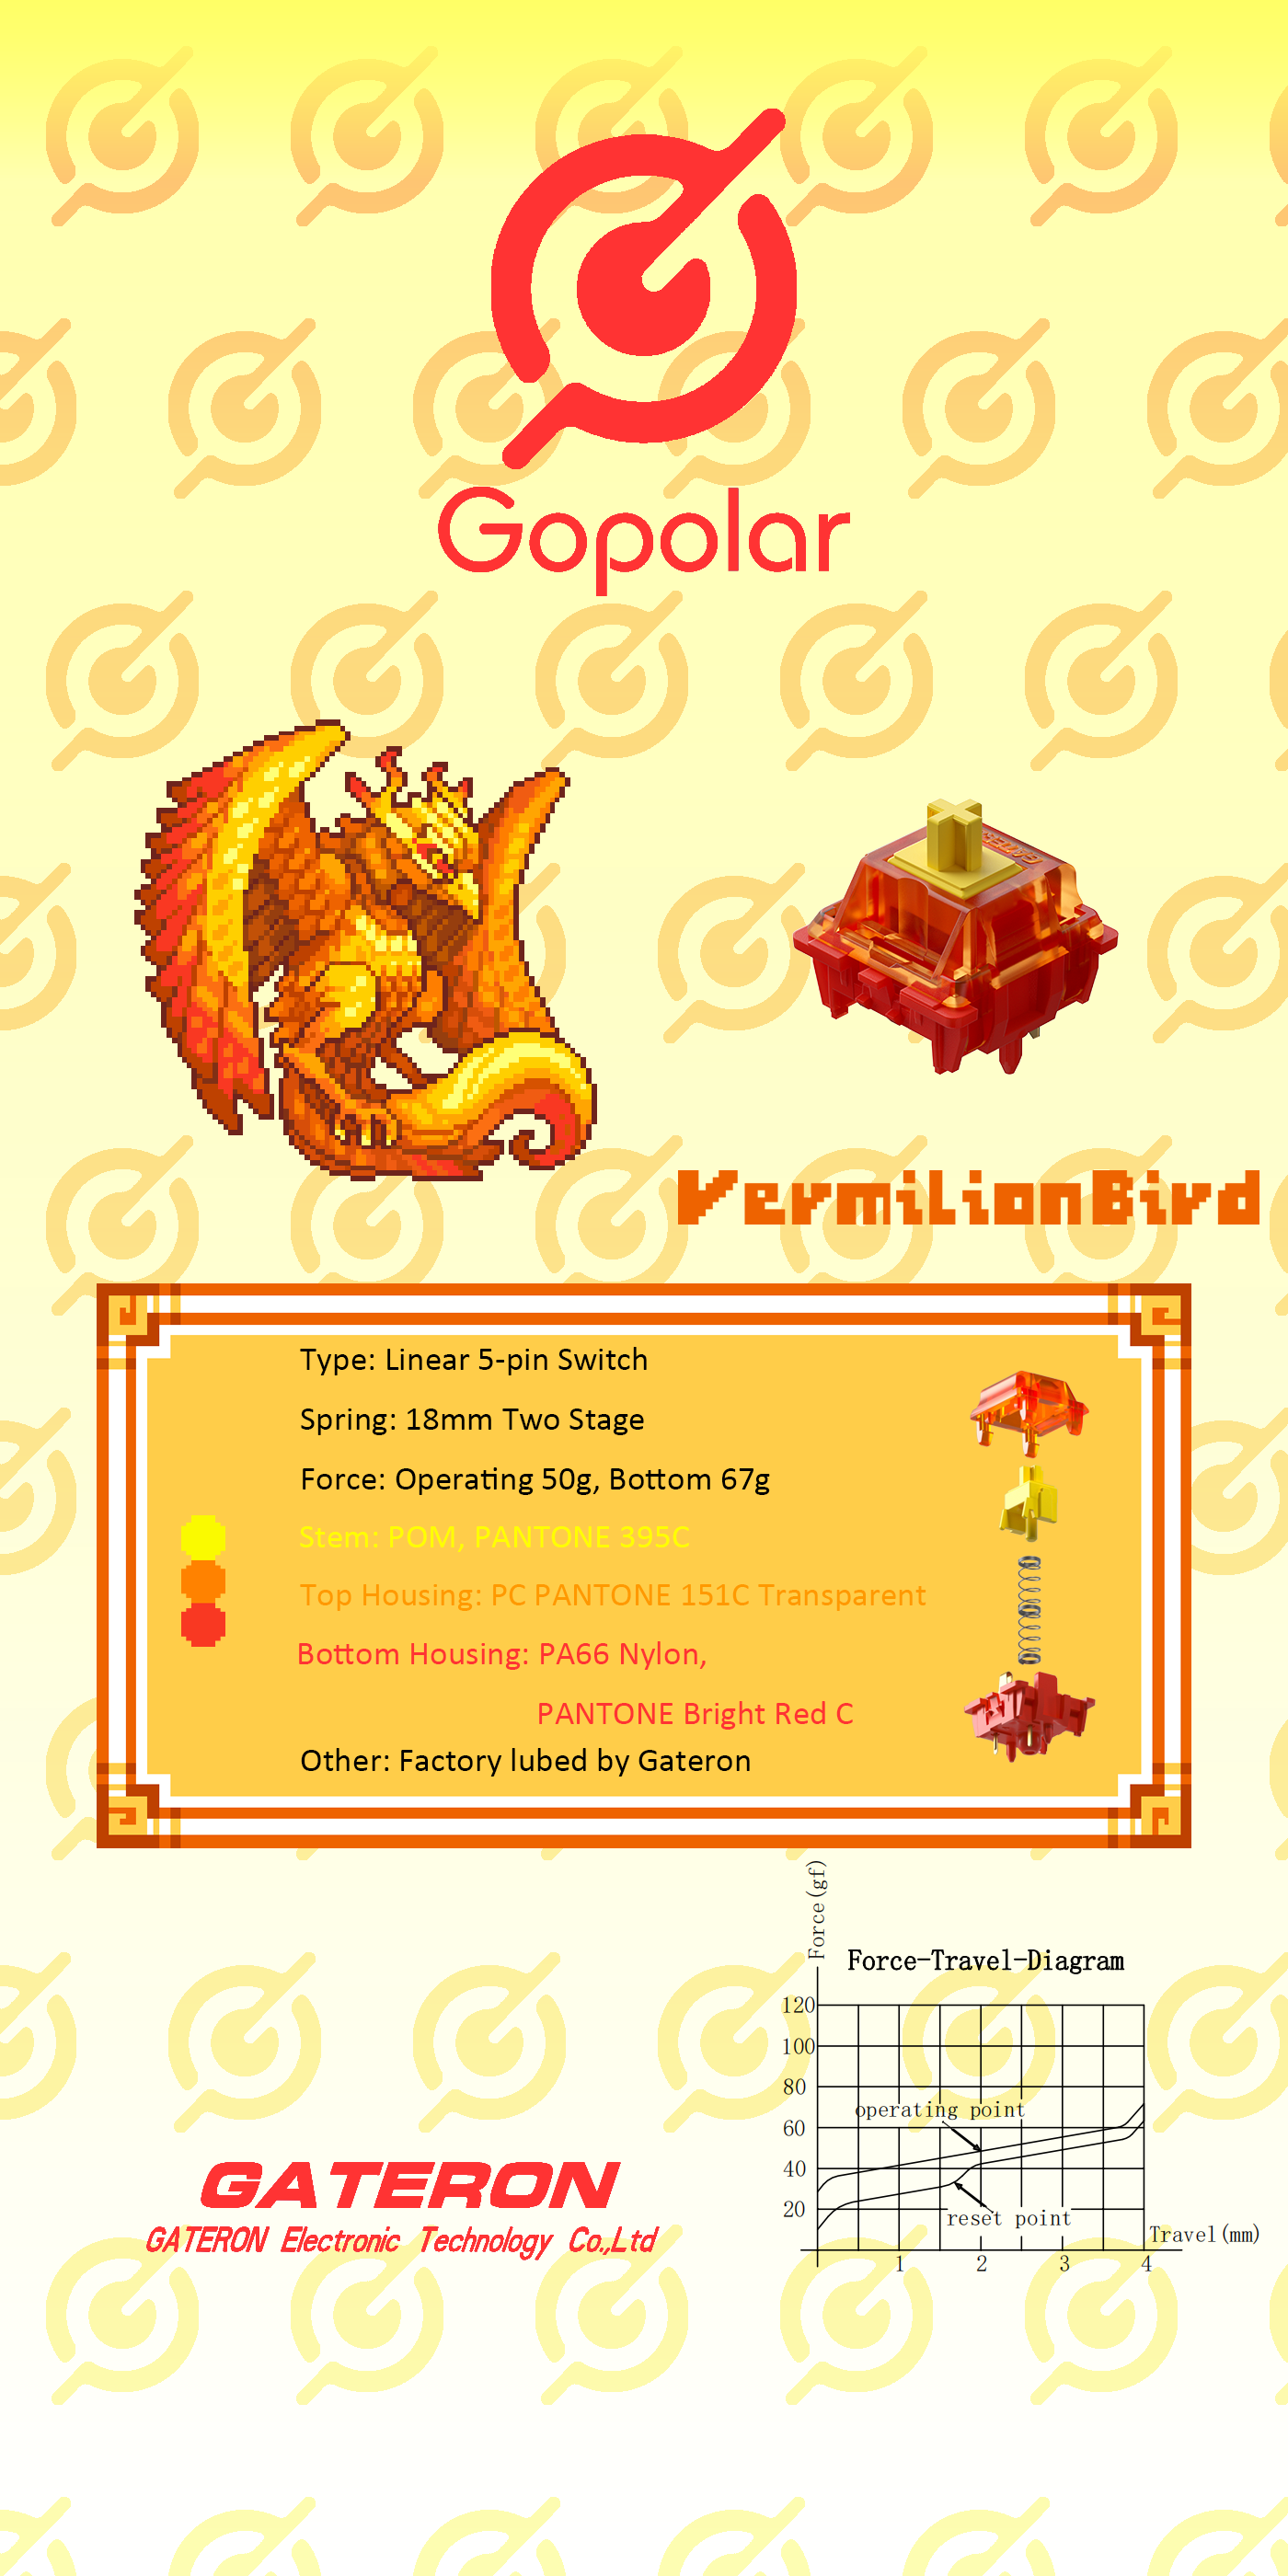 Gopolar
GATERON
VermilionBird
Type: Linear 5-pin Switch
Spring: 18mm Two Stage
Force: Operating 50g, Bottom 67g
Stem: POM, PANTONE 395C
Top Housing: PC PANTONE 151C Transparent
Bottom Housing: PA66 Nylon,
PANTONE Bright Red C
Other: Factory lubed by Gateron
Force(gf)
Force-Travel-Diagram
120
100
80
operating point
60
40
20
reset point
Travel(mm)
1 2 3 4
GATERON
GATERON Electronic Technology Co.,Ltd